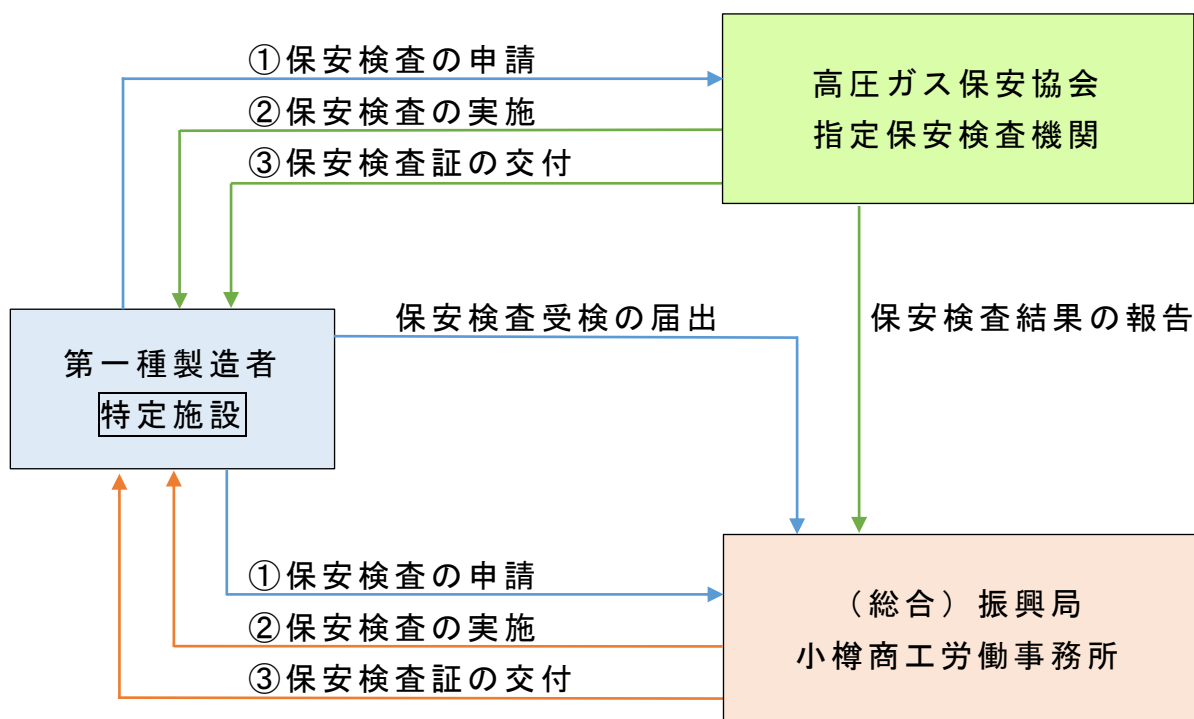 ①保安検査の申請
②保安検査の実施
③保安検査証の交付
高圧ガス保安協会
指定保安検査機関
保安検査受検の届出
保安検査結果の報告
第一種製造者
特定施設
①保安検査の申請
②保安検査の実施
③保安検査証の交付
（総合）振興局
小樽商工労働事務所